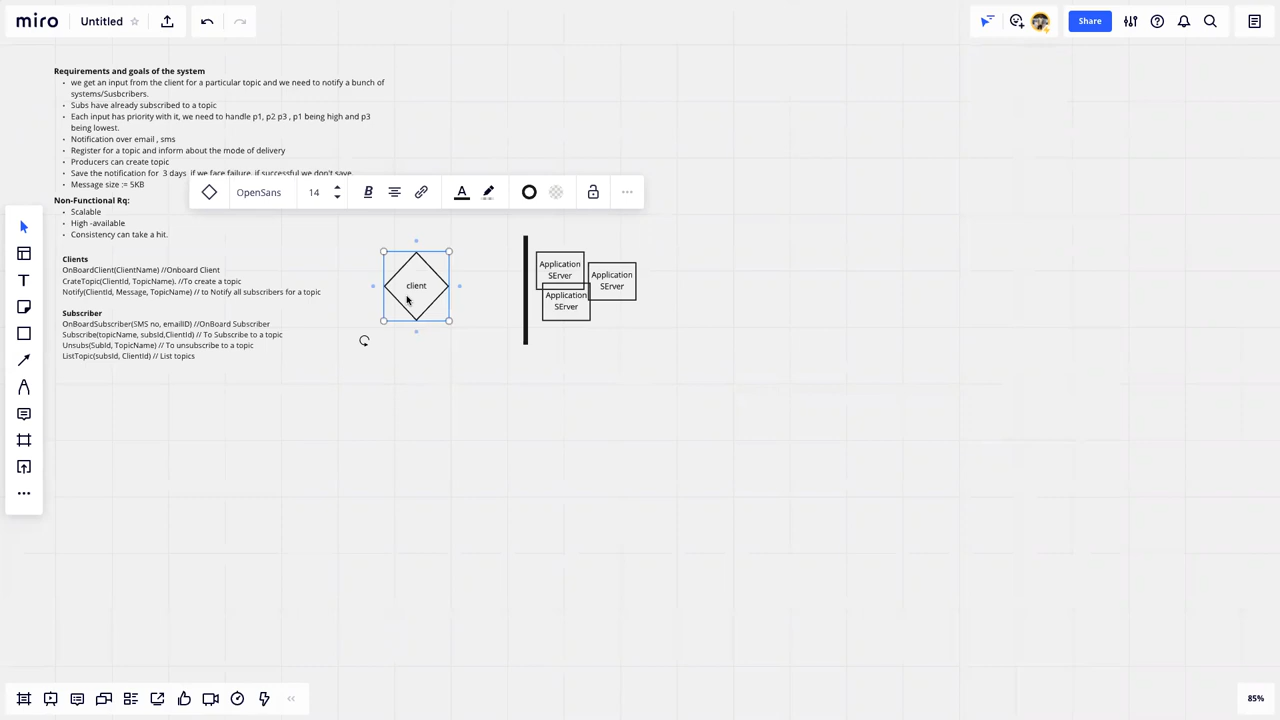 miro
Untitled
Share
Requirements and goals of the system
• we get an input from the client for a particular topic and we need to notify a bunch of
systems/Susbcribers.
• Subs have already subscribed to a topic
• Each input has priority with it, we need to handle p1, p2 p3 , p1 being high and p3
being lowest.
• Notification over email , sms
• Register for a topic and inform about the mode of delivery
• Producers can create topic
• Save the notification for 3 days if we face failure, if successful we don't save.
• Message size := 5KB
OpenSans
14
B
A
Non-Functional Rq:
• Scalable
• High -available
• Consistency can take a hit.
Clients
OnBoardClient(ClientName) //Onboard Client
CrateTopic(ClientId, TopicName). //To create a topic
Notify(ClientId, Message, TopicName) // to Notify all subscribers for a topic
Subscriber
OnBoardSubscriber(SMS no, emailID) //OnBoard Subscriber
Subscribe(topicName, subsId.ClientId) // To Subscribe to a topic
Unsubs(SubId, TopicName) // To unsubscribe to a topic
ListTopic(subsId, ClientId) // List topics
client
Application
SErver
Application
SErver
Application
SErver
85%